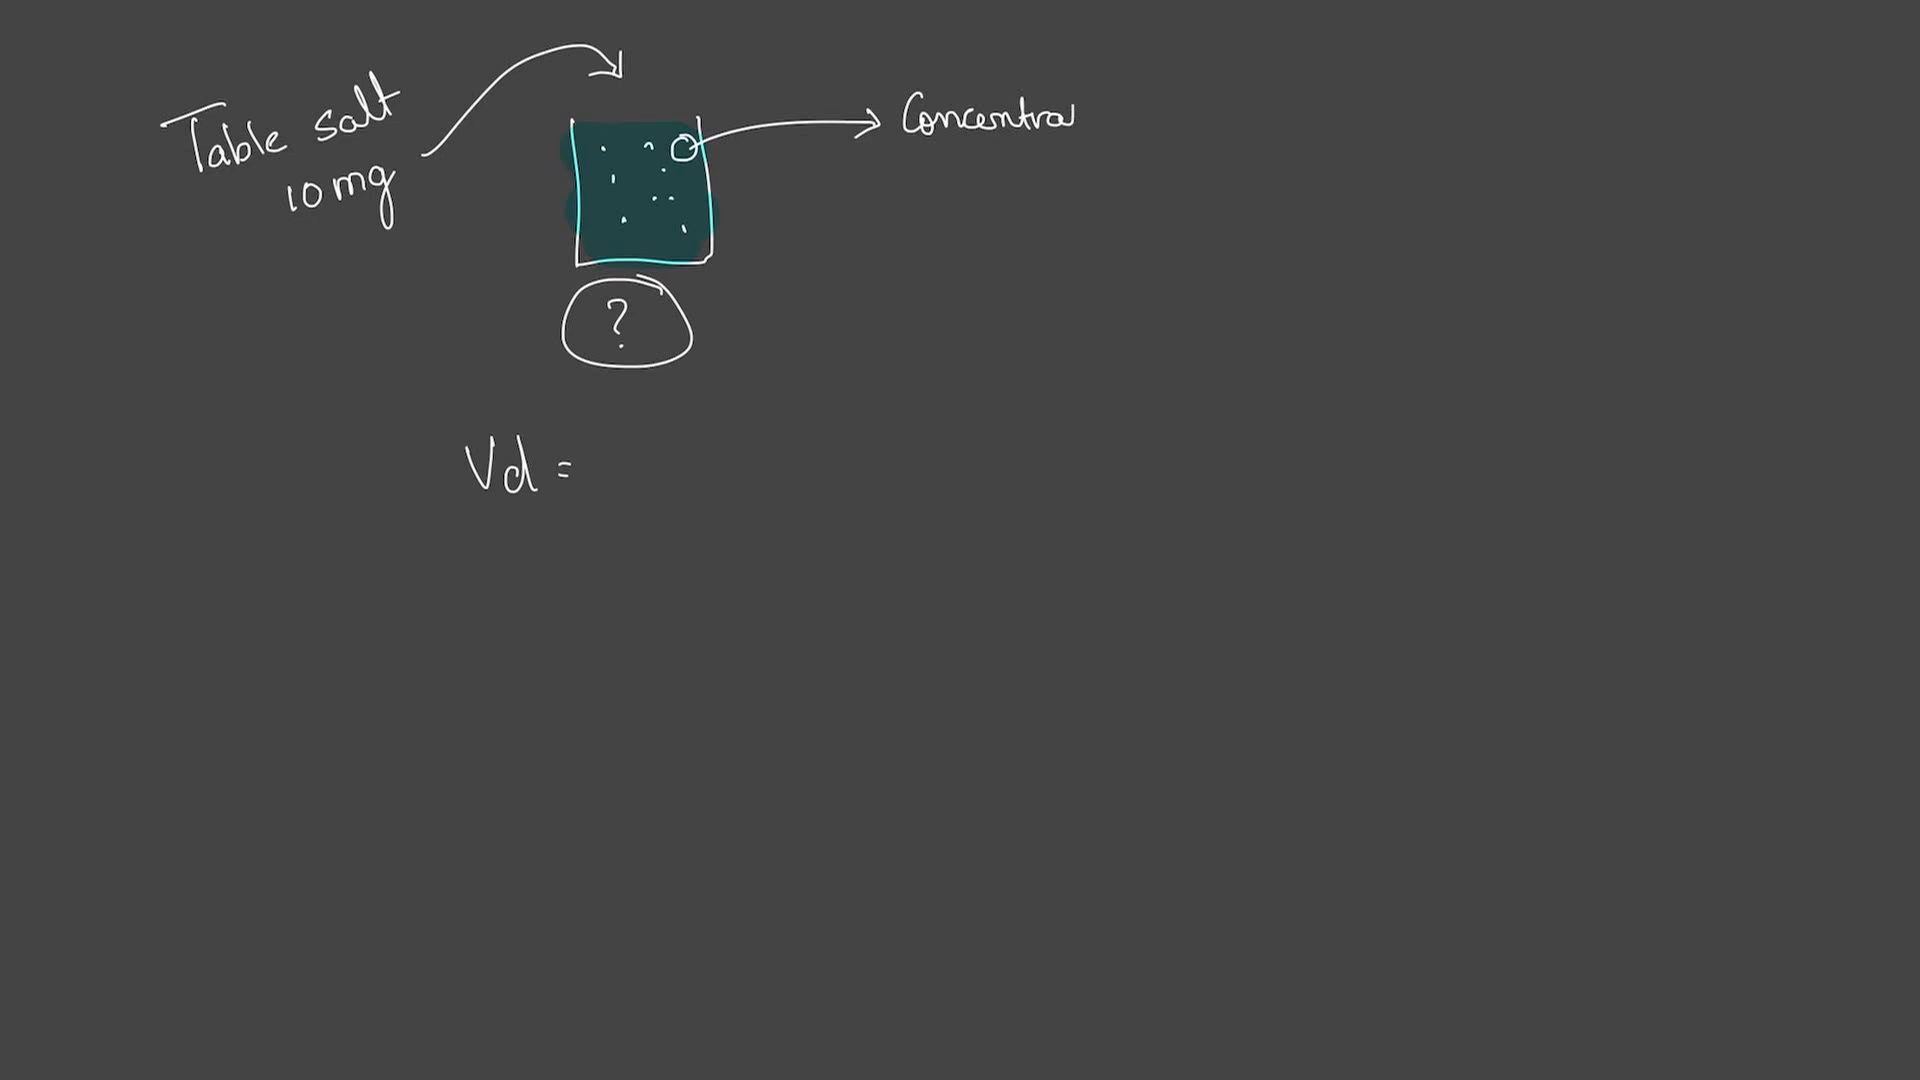 Table salt
10 mg
Concentra
?
Vd =